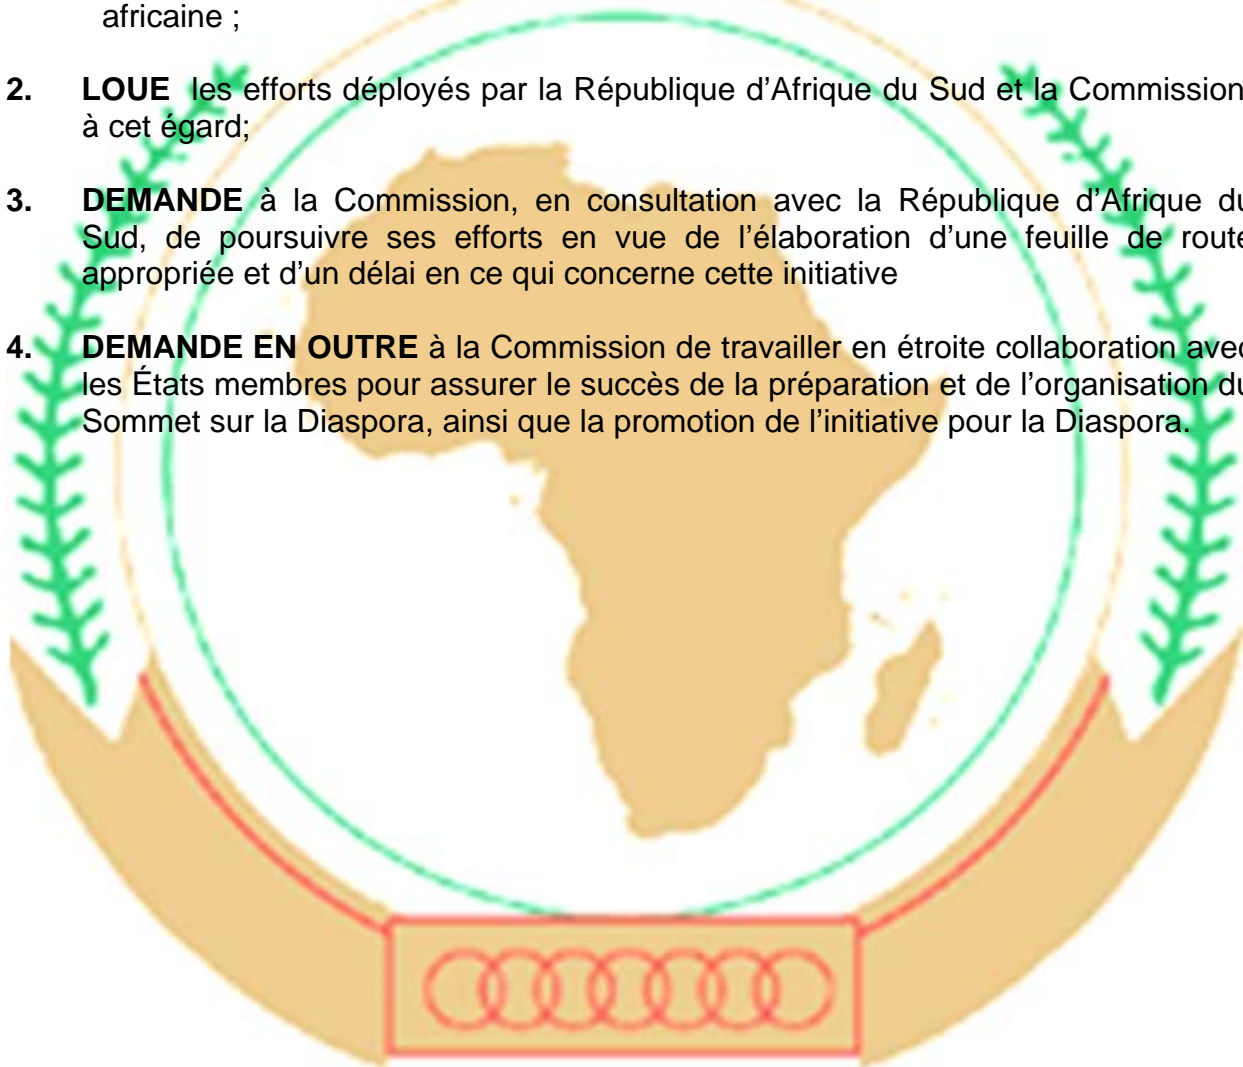 africaine ;
2. LOUE les efforts déployés par la République d’Afrique du Sud et la Commission
à cet égard;
3. DEMANDE à la Commission, en consultation avec la République d’Afrique du
Sud, de poursuivre ses efforts en vue de l’élaboration d’une feuille de route
appropriée et d’un délai en ce qui concerne cette initiative
4. DEMANDE EN OUTRE à la Commission de travailler en étroite collaboration avec
les États membres pour assurer le succès de la préparation et de l’organisation du
Sommet sur la Diaspora, ainsi que la promotion de l’initiative pour la Diaspora.